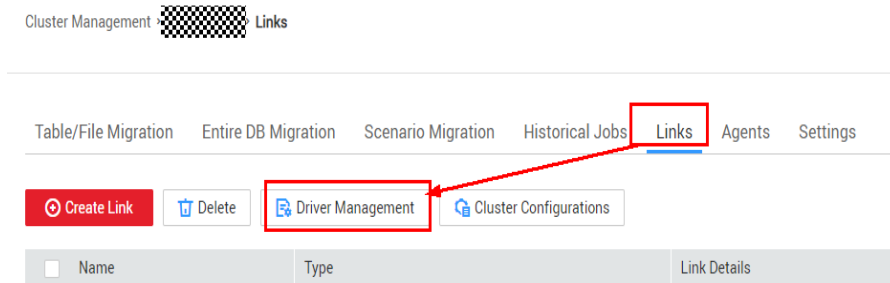 Cluster Management > Links
Table/File Migration Entire DB Migration Scenario Migration Historical Jobs Links Agents Settings
Create Link Delete Driver Management Cluster Configurations
Name Type Link Details